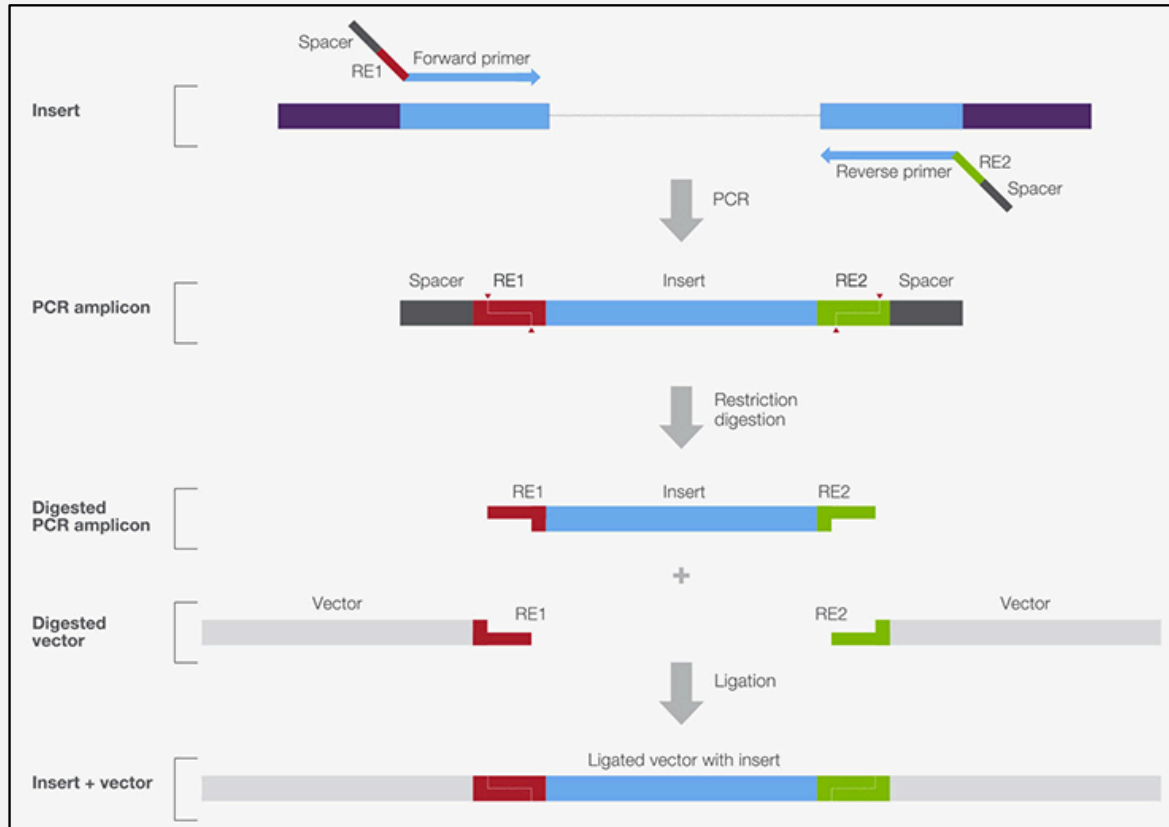 Spacer
RE1
Forward primer
Insert
Reverse primer
RE2
Spacer
PCR
Spacer
RE1
Insert
RE2
Spacer
PCR amplicon
Restriction
digestion
RE1
Insert
RE2
Digested
PCR amplicon
+
Vector
RE1
RE2
Vector
Digested
vector
Ligation
Ligated vector with insert
Insert + vector